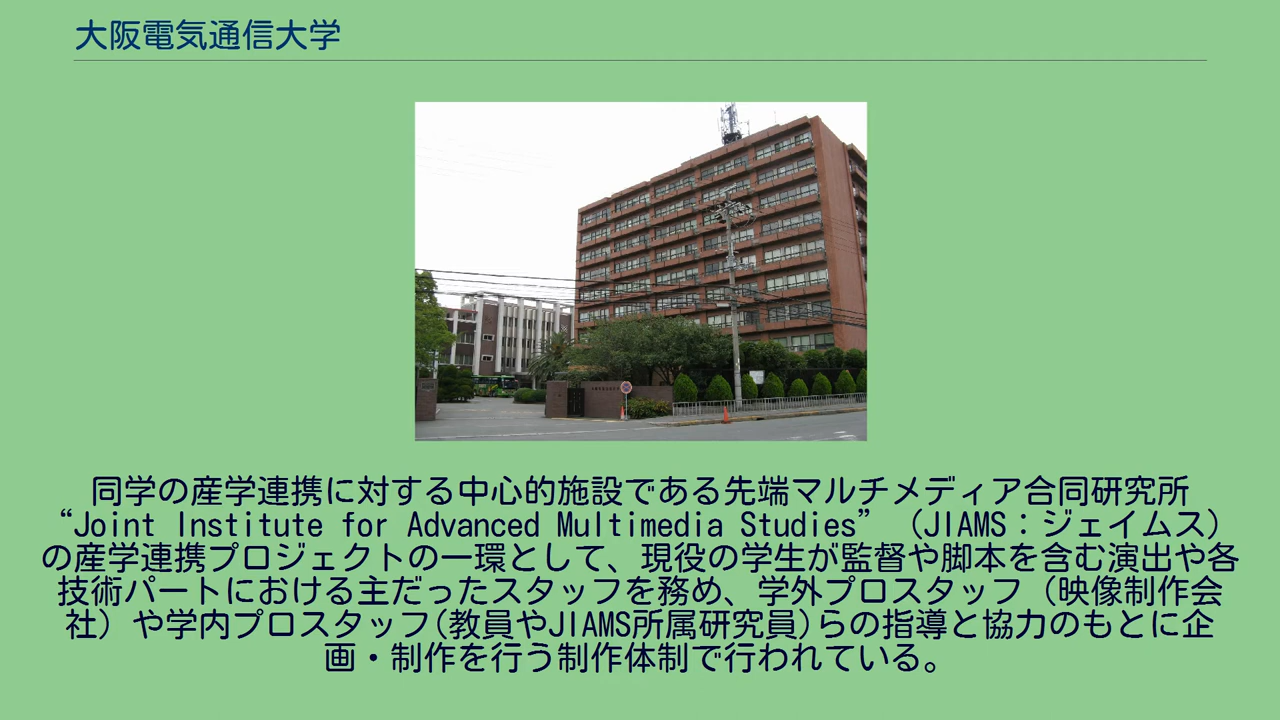 大阪電気通信大学
同学の産学連携に対する中心的施設である先端マルチメディア合同研究所
“Joint Institute for Advanced Multimedia Studies”（JIAMS：ジェイムス）
の産学連携プロジェクトの一環として、現役の学生が監督や脚本を含む演出や各
技術パートにおける主だったスタッフを務め、学外プロスタッフ（映像制作会
社）や学内プロスタッフ(教員やJIAMS所属研究員)らの指導と協力のもとに企
画・制作を行う制作体制で行われている。